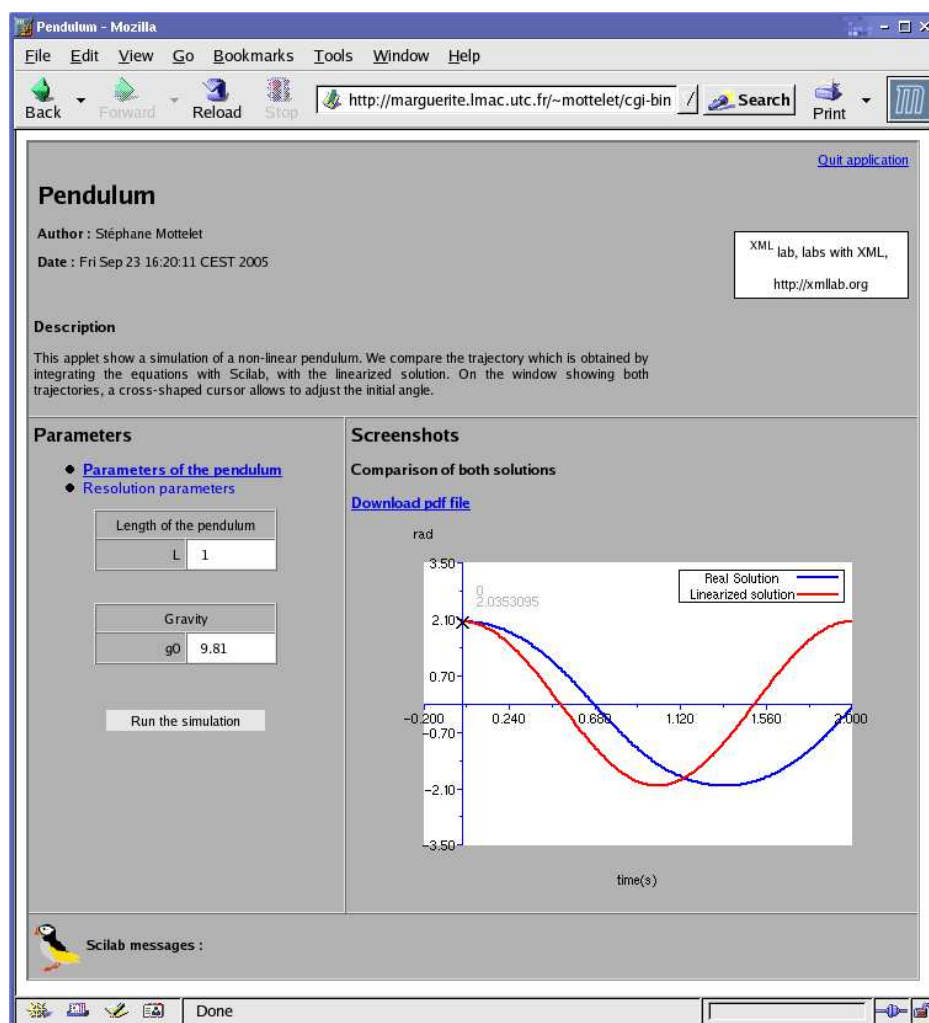 Pendulum - Mozilla
File Edit View Go Bookmarks Tools Window Help
Back Forward Reload Stop http://marguerite.lmac.utc.fr/~mottelet/cgi-bin Search Print
Quit application
Pendulum
Author : Stéphane Mottelet
Date : Fri Sep 23 16:20:11 CEST 2005
XML lab, labs with XML,
http://xmllab.org
Description
This applet show a simulation of a non-linear pendulum. We compare the trajectory which is obtained by
integrating the equations with Scilab, with the linearized solution. On the window showing both
trajectories, a cross-shaped cursor allows to adjust the initial angle.
Parameters
Parameters of the pendulum
Resolution parameters
Length of the pendulum
L 1
Gravity
g0 9.81
Run the simulation
Screenshots
Comparison of both solutions
Download pdf file
rad
3.50
Real Solution
Linearized solution
0
2.0353095
2.10
0.70
-0.200 0.240 0.680 1.120 1.560 2.000
-0.70
-2.10
-3.50
time(s)
Scilab messages :
Done